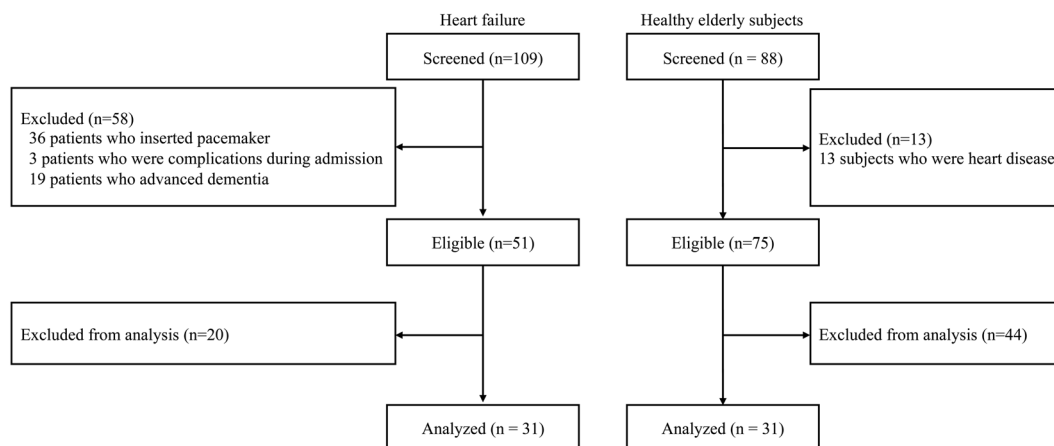 Heart failure
Healthy elderly subjects
Screened (n=109)
Screened (n = 88)
Excluded (n=58)
36 patients who inserted pacemaker
3 patients who were complications during admission
19 patients who advanced dementia
Excluded (n=13)
13 subjects who were heart disease
Eligible (n=51)
Eligible (n=75)
Excluded from analysis (n=20)
Excluded from analysis (n=44)
Analyzed (n = 31)
Analyzed (n = 31)